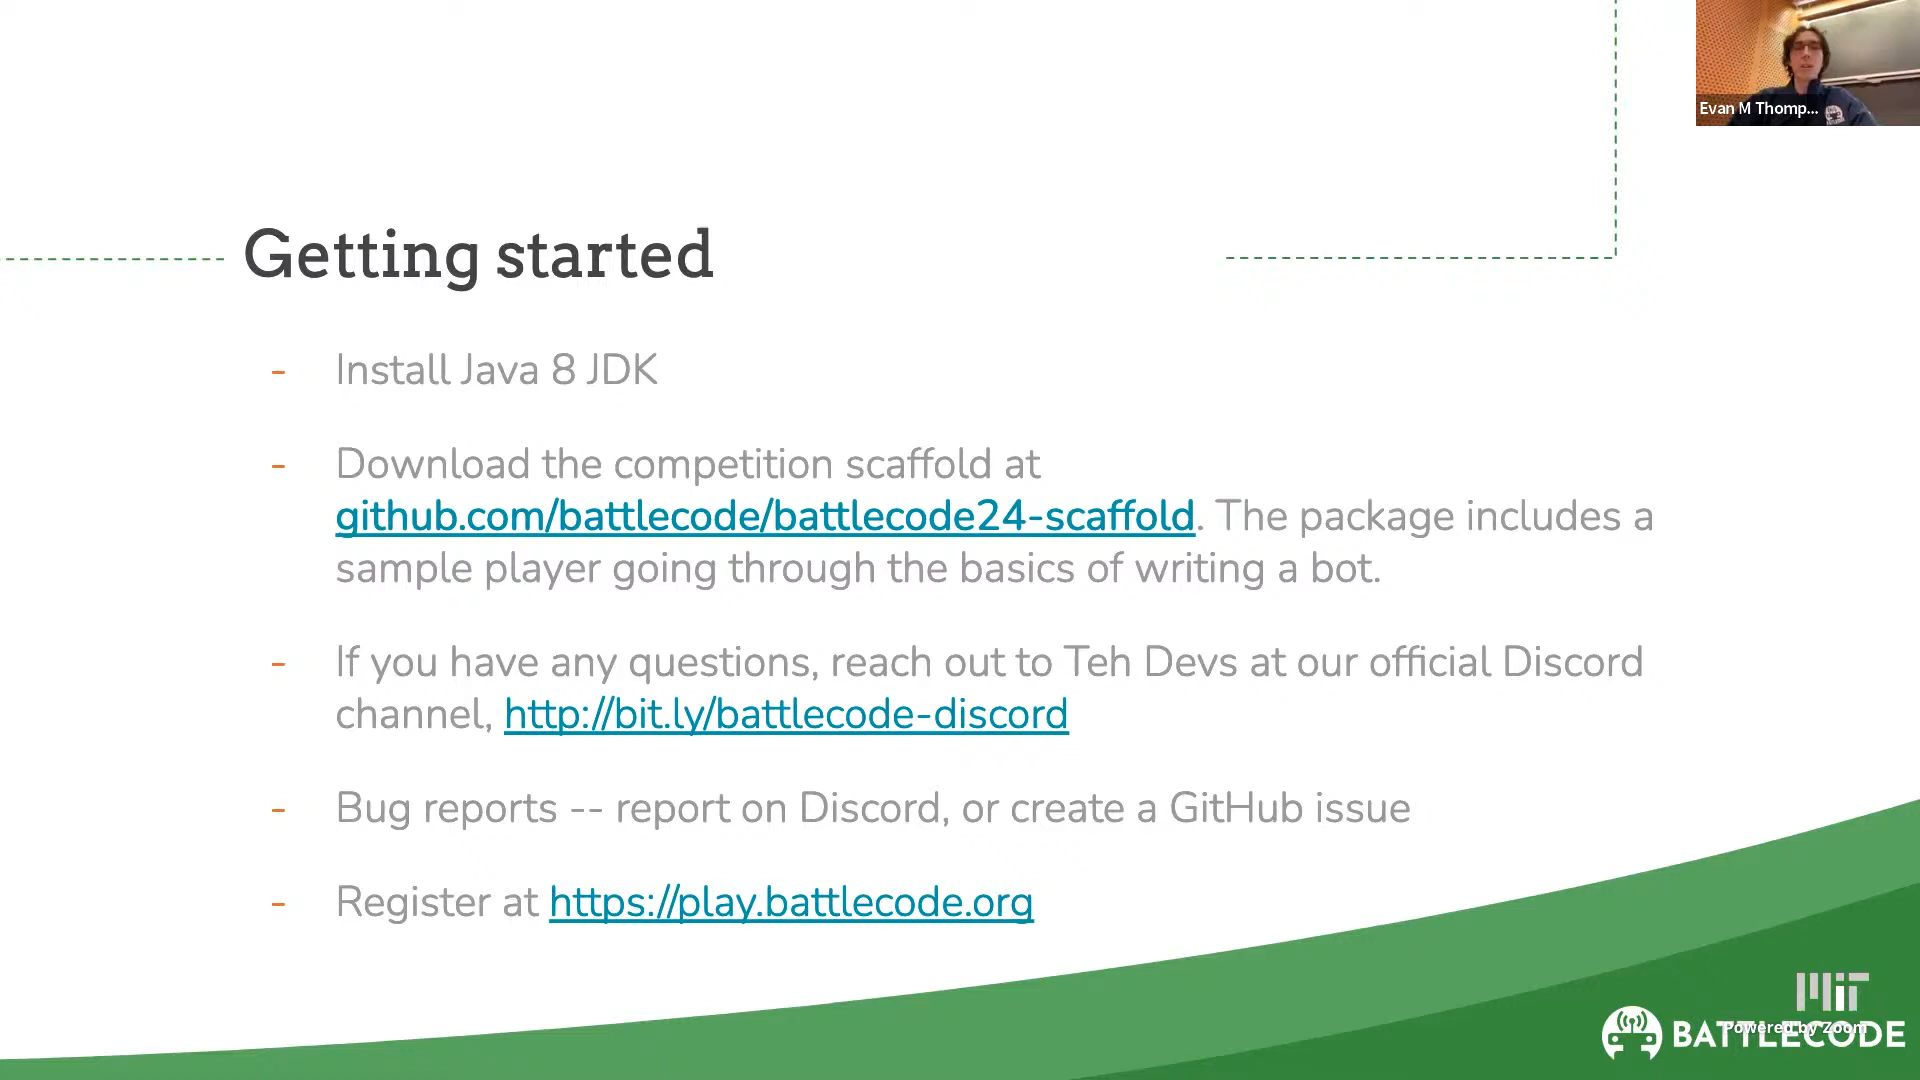 Evan M Thomp...
Getting started
- Install Java 8 JDK
- Download the competition scaffold at
github.com/battlecode/battlecode24-scaffold. The package includes a
sample player going through the basics of writing a bot.
- If you have any questions, reach out to Teh Devs at our official Discord
channel, http://bit.ly/battlecode-discord
- Bug reports -- report on Discord, or create a GitHub issue
- Register at https://play.battlecode.org
MIT
Powered by Zoom
BATTLECODE